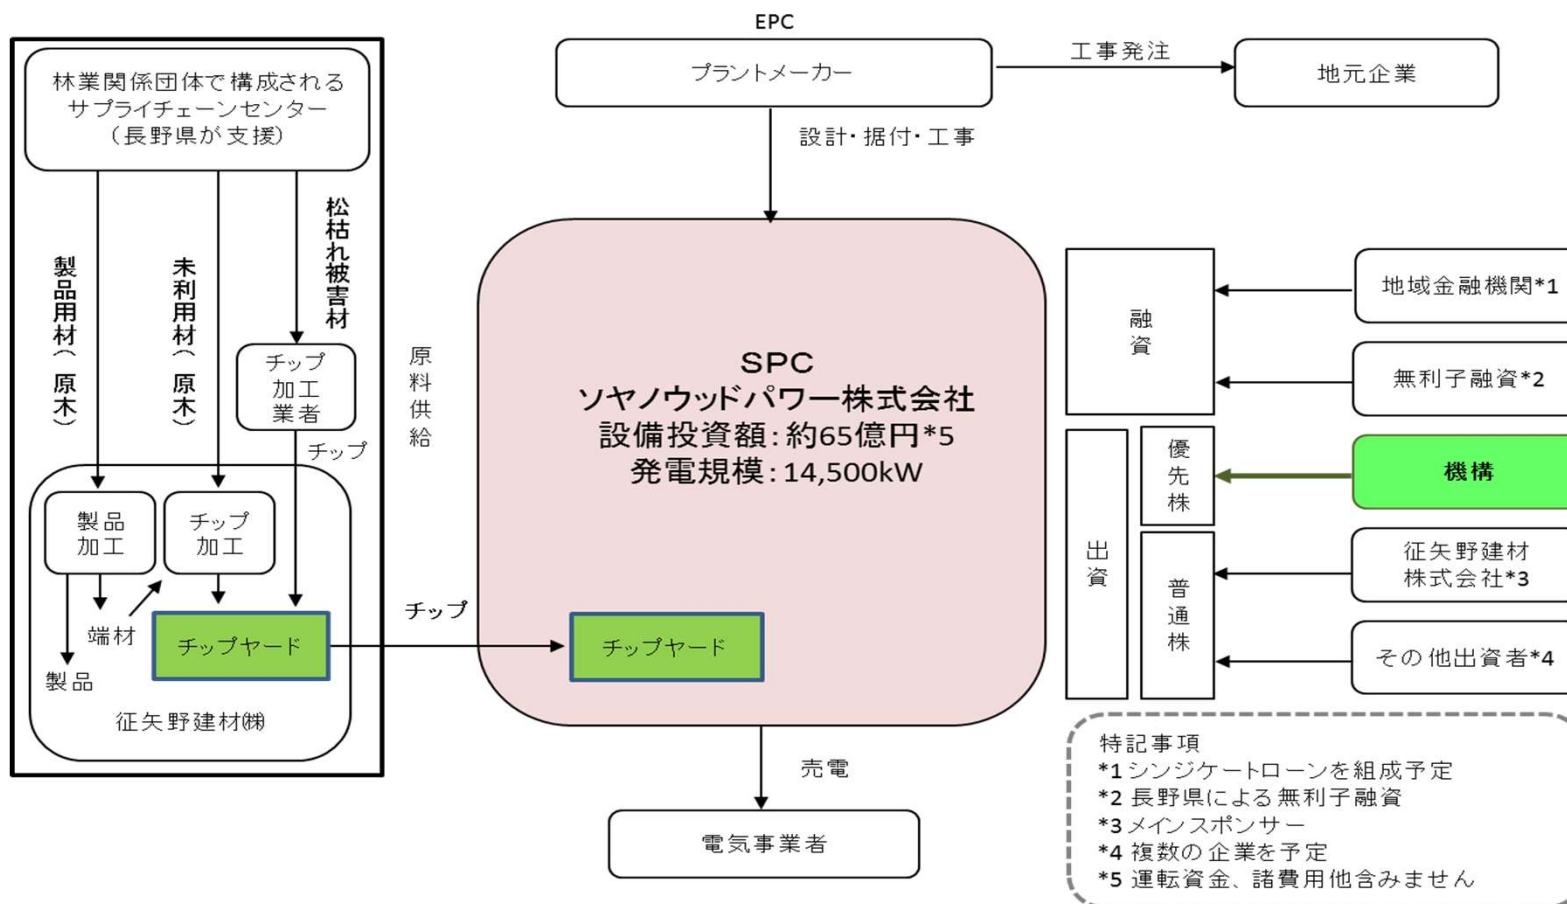 EPC
プラントメーカー
工事発注
地元企業
設計・据付・工事
林業関係団体で構成される
サプライチェーンセンター
(長野県が支援)
製品用材(原木)
未利用材(原木)
松枯れ被害材
チップ
加工
業者
チップ
原料供給
製品
加工
チップ
加工
端材
製品
チップヤード
征矢野建材㈱
チップ
SPC
ソヤノウッドパワー株式会社
設備投資額:約65億円*5
発電規模:14,500kW
チップヤード
売電
電気事業者
融資
地域金融機関*1
無利子融資*2
出資
優先株
機構
普通株
征矢野建材
株式会社*3
その他出資者*4
特記事項
*1 シンジケートローンを組成予定
*2 長野県による無利子融資
*3 メインスポンサー
*4 複数の企業を予定
*5 運転資金、諸費用他含みません